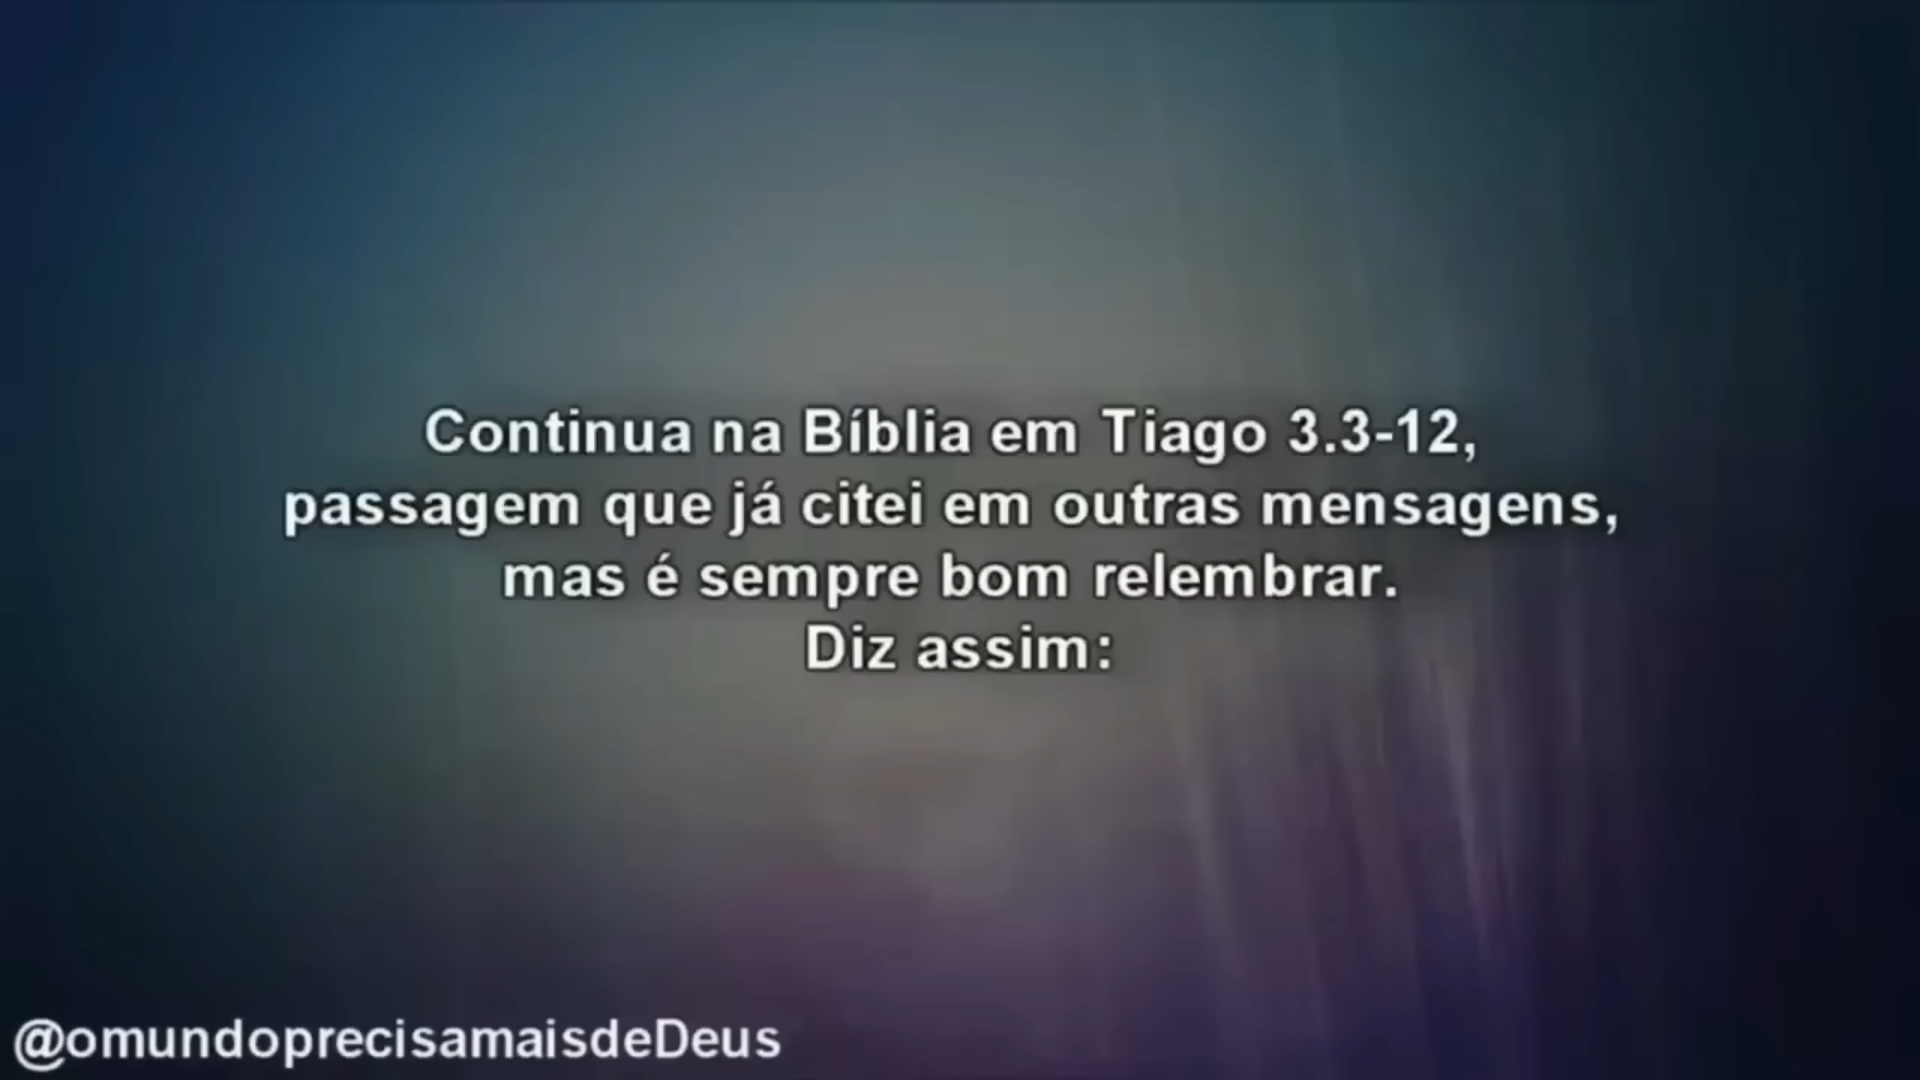 Continua na Bíblia em Tiago 3.3-12,
passagem que já citei em outras mensagens,
mas é sempre bom relembrar.
Diz assim:
@omundoprecisamaisdeDeus